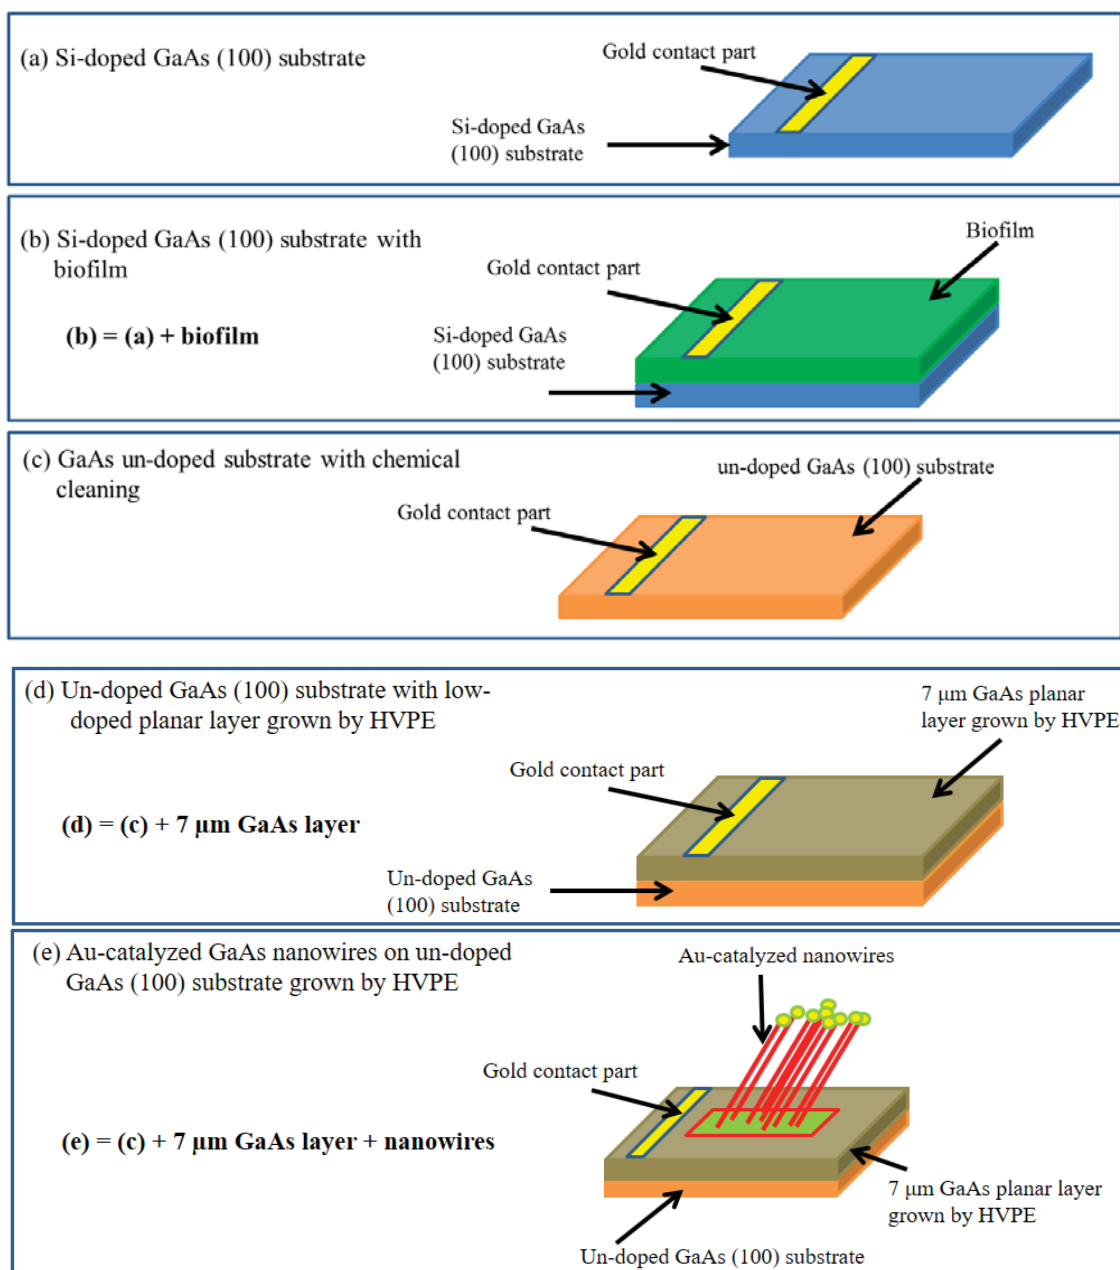 (a) Si-doped GaAs (100) substrate
Gold contact part
Si-doped GaAs
(100) substrate
(b) Si-doped GaAs (100) substrate with
biofilm
(b) = (a) + biofilm
Biofilm
Gold contact part
Si-doped GaAs
(100) substrate
(c) GaAs un-doped substrate with chemical
cleaning
un-doped GaAs (100) substrate
Gold contact part
(d) Un-doped GaAs (100) substrate with low-
doped planar layer grown by HVPE
(d) = (c) + 7 μm GaAs layer
7 μm GaAs planar
layer grown by HVPE
Gold contact part
Un-doped GaAs
(100) substrate
(e) Au-catalyzed GaAs nanowires on un-doped
GaAs (100) substrate grown by HVPE
(e) = (c) + 7 μm GaAs layer + nanowires
Au-catalyzed nanowires
Gold contact part
7 μm GaAs planar layer
grown by HVPE
Un-doped GaAs (100) substrate